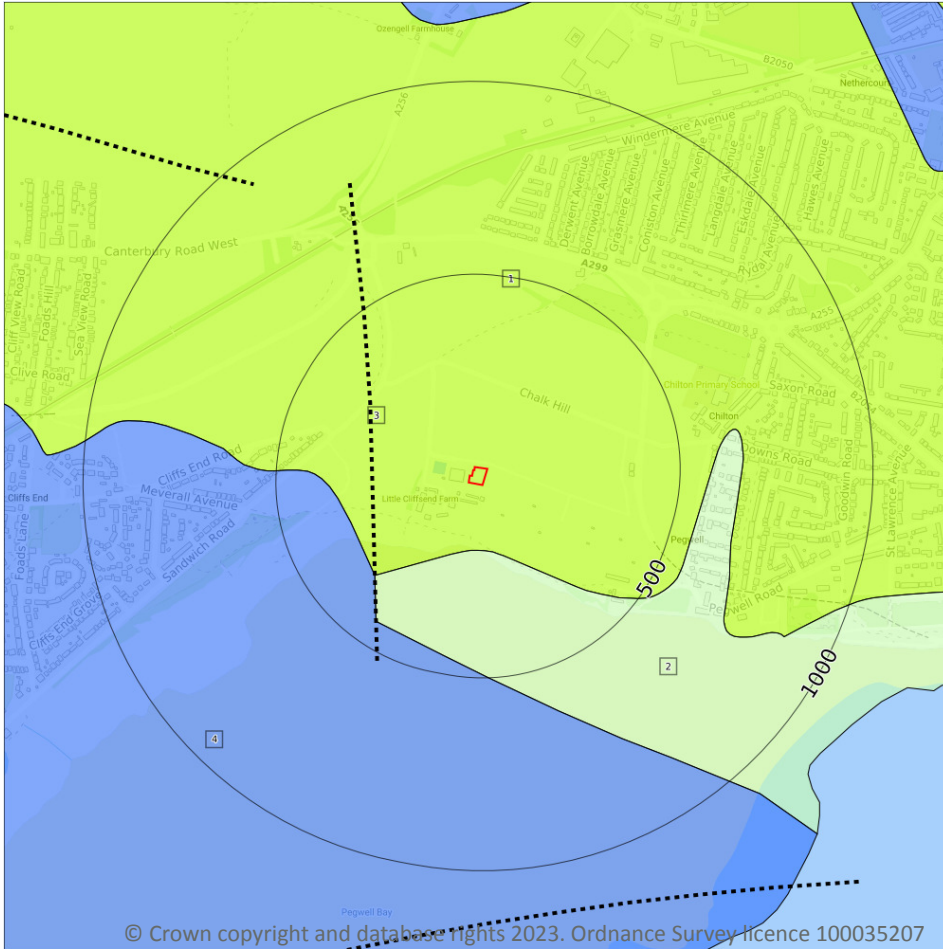 Ozengell Farmhouse
B2050
Nethercourt
A256
Windermere Avenue
Derwent Avenue
Borrowdale Avenue
Grasmere Avenue
Coniston Avenue
Thirlmere Avenue
Langdale Avenue
Eskdale Avenue
Hawes Avenue
Canterbury Road West
A299
Rydal Avenue
1
Cliff View Road
Foads Hill
Sea View Road
A255
Clive Road
Chilton Primary School
Saxon Road
B2054
Chalk Hill
3
Chilton
Downs Road
Goodwin Road
Cliffs End Road
Meverall Avenue
Cliffs End
Little Cliffsend Farm
St Lawrence Avenue
Foads Lane
Sandwich Road
Pegwell
500
Pegwell Road
Cliffs End Grove
2
1000
4
Pegwell Bay
© Crown copyright and database rights 2023. Ordnance Survey licence 100035207